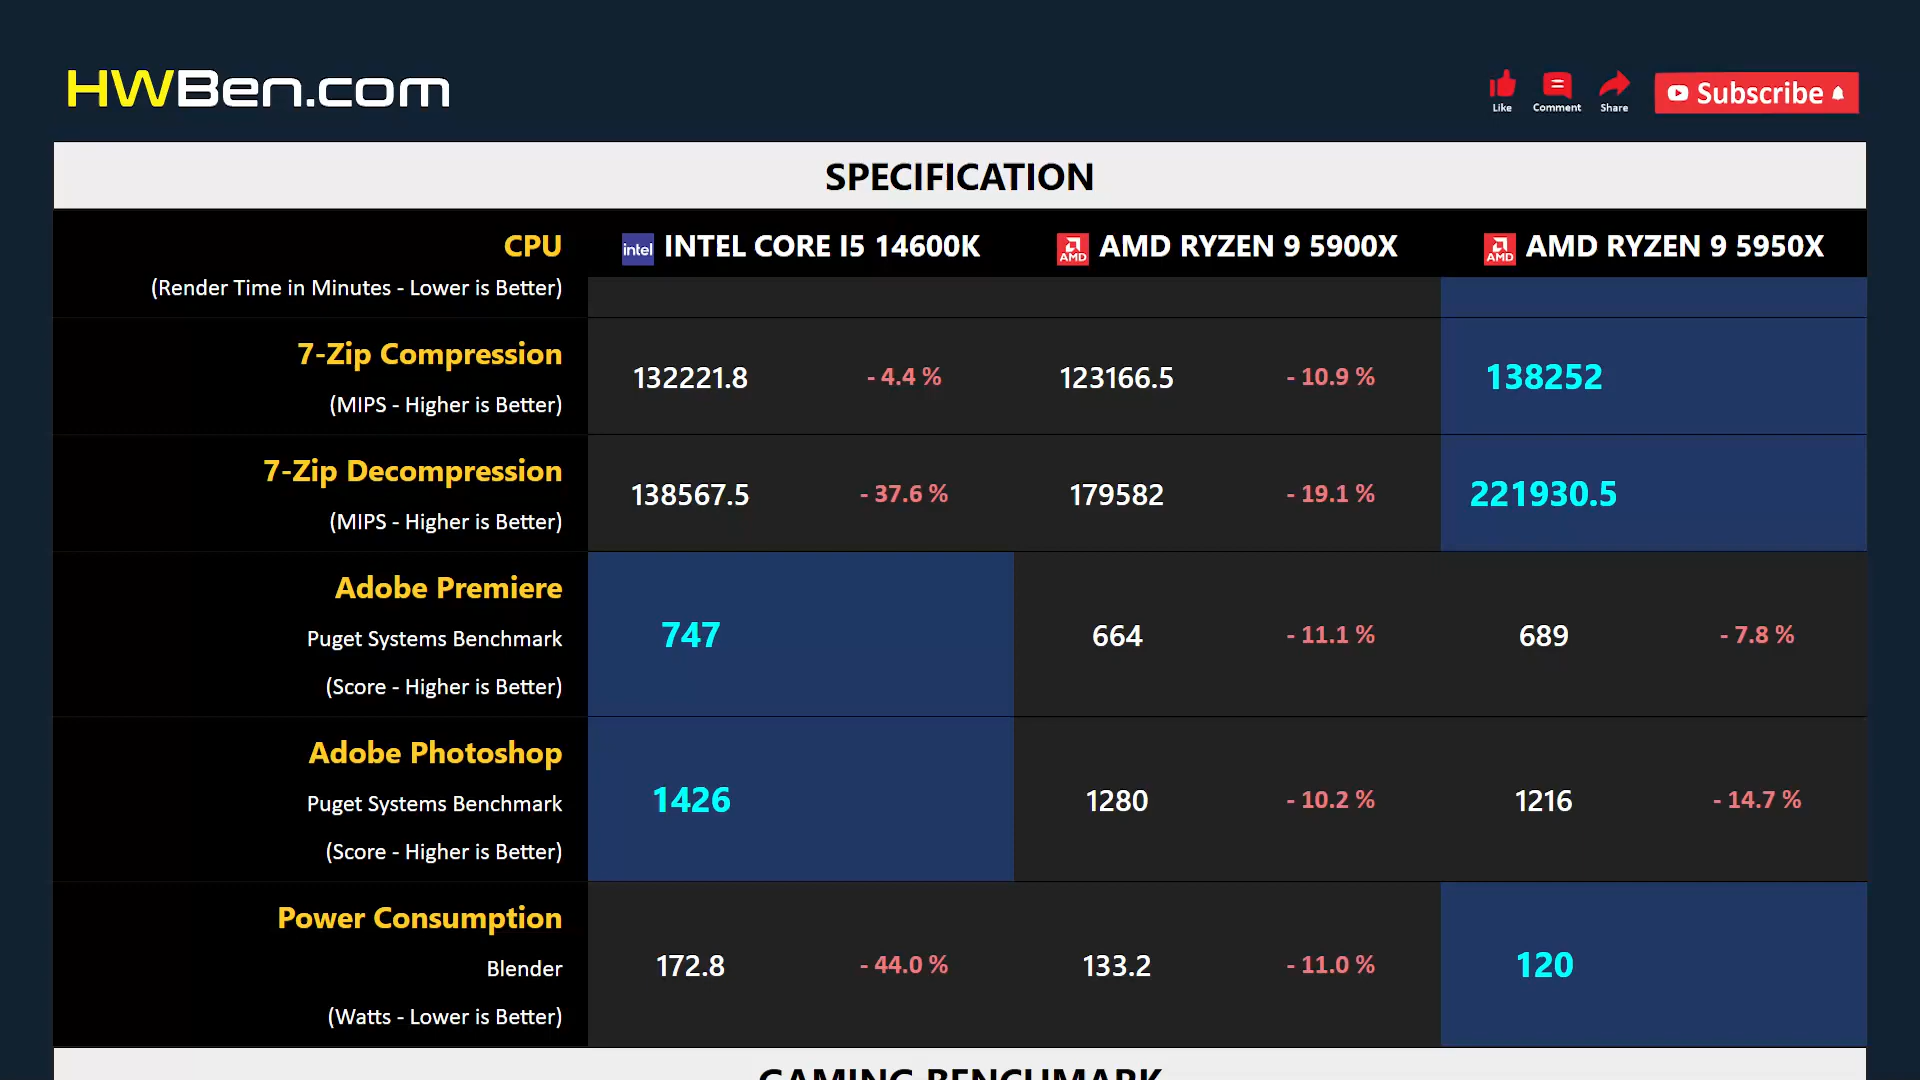 HWBen.com
Like Comment Share Subscribe
SPECIFICATION
CPU intel INTEL CORE I5 14600K AMD AMD RYZEN 9 5900X AMD AMD RYZEN 9 5950X
(Render Time in Minutes - Lower is Better)
7-Zip Compression
(MIPS - Higher is Better)
132221.8 - 4.4 % 123166.5 - 10.9 % 138252
7-Zip Decompression
(MIPS - Higher is Better)
138567.5 - 37.6 % 179582 - 19.1 % 221930.5
Adobe Premiere
Puget Systems Benchmark
(Score - Higher is Better)
747 664 - 11.1 % 689 - 7.8 %
Adobe Photoshop
Puget Systems Benchmark
(Score - Higher is Better)
1426 1280 - 10.2 % 1216 - 14.7 %
Power Consumption
Blender
(Watts - Lower is Better)
172.8 - 44.0 % 133.2 - 11.0 % 120
GAMING BENCHMARK